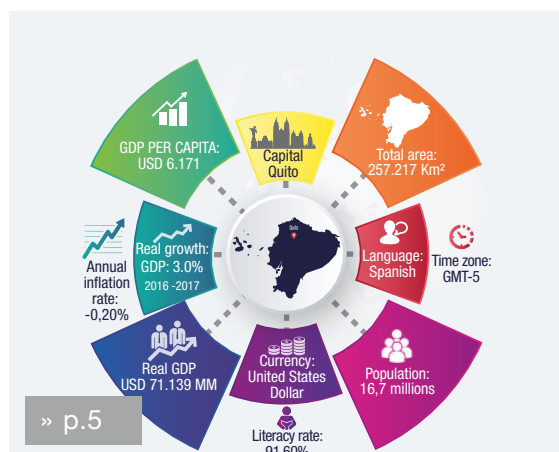 GDP PER CAPITA:
USD 6.171
Capital
Quito
Total area:
257.217 Km²
Annual
inflation
rate:
-0,20%
Real growth:
GDP: 3.0%
2016 -2017
Quito
Language:
Spanish
Time zone:
GMT-5
Real GDP
USD 71.139 MM
Currency:
United States
Dollar
Population:
16,7 millions
» p.5
Literacy rate:
91,60%